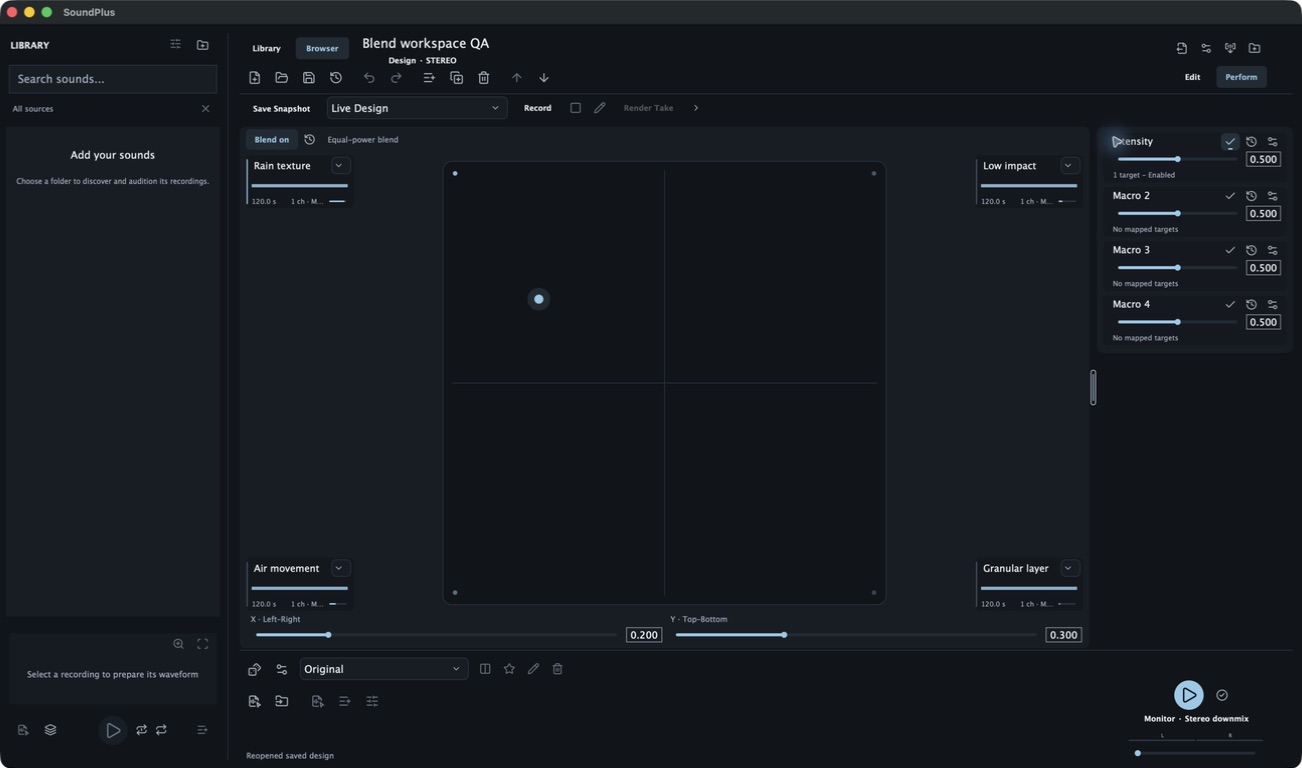 SoundPlus
LIBRARY
Search sounds...
All sources
Add your sounds
Choose a folder to discover and audition its recordings.
Select a recording to prepare its waveform
Library
Browser
Blend workspace QA
Design · STEREO
Edit
Perform
Save Snapshot
Live Design
Record
Render Take
Blend on
Equal-power blend
Rain texture
120.0 s 1 ch · M...
Low impact
120.0 s 1 ch · M...
Air movement
120.0 s 1 ch · M...
Granular layer
120.0 s 1 ch · M...
X · Left-Right
0.200
Y · Top-Bottom
0.300
tensity
0.500
1 target – Enabled
Macro 2
0.500
No mapped targets
Macro 3
0.500
No mapped targets
Macro 4
0.500
No mapped targets
Original
Reopened saved design
Monitor · Stereo downmix
L R